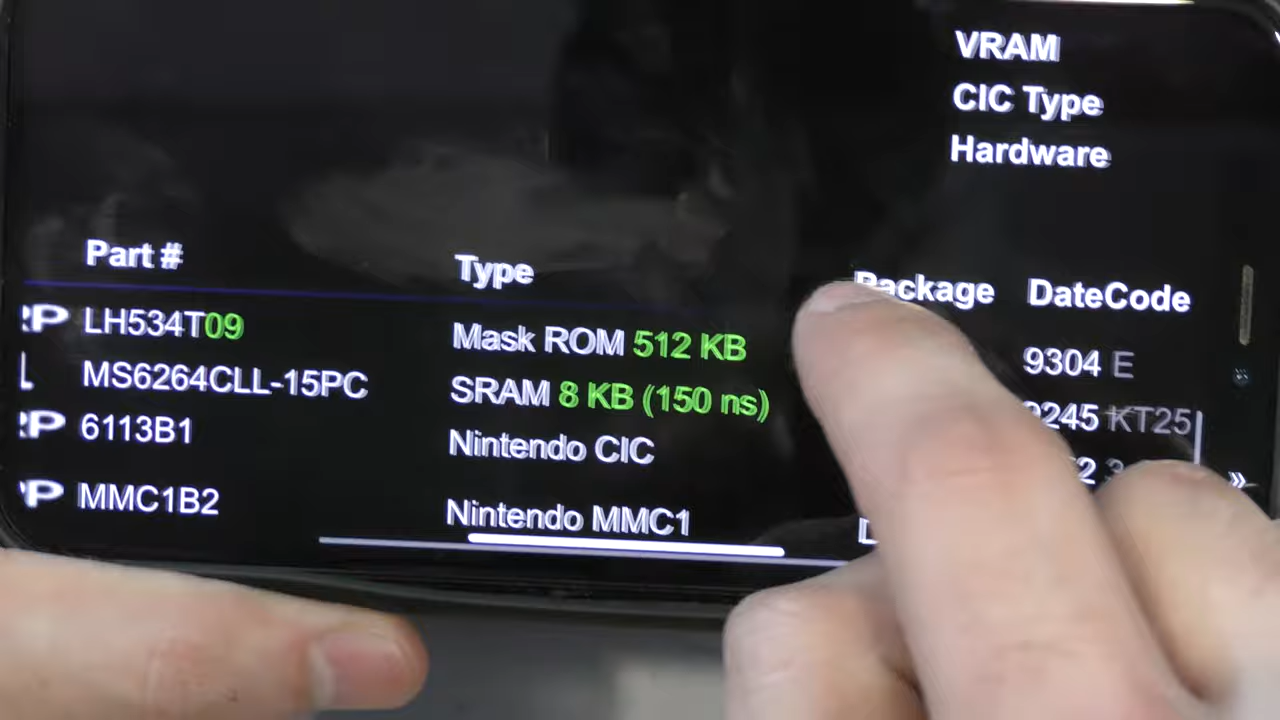 VRAM
CIC Type
Hardware
Part # Type Package DateCode
LH534T09 Mask ROM 512 KB 9304 E
MS6264CLL-15PC SRAM 8 KB (150 ns) 9245 KT25
6113B1 Nintendo CIC
MMC1B2 Nintendo MMC1